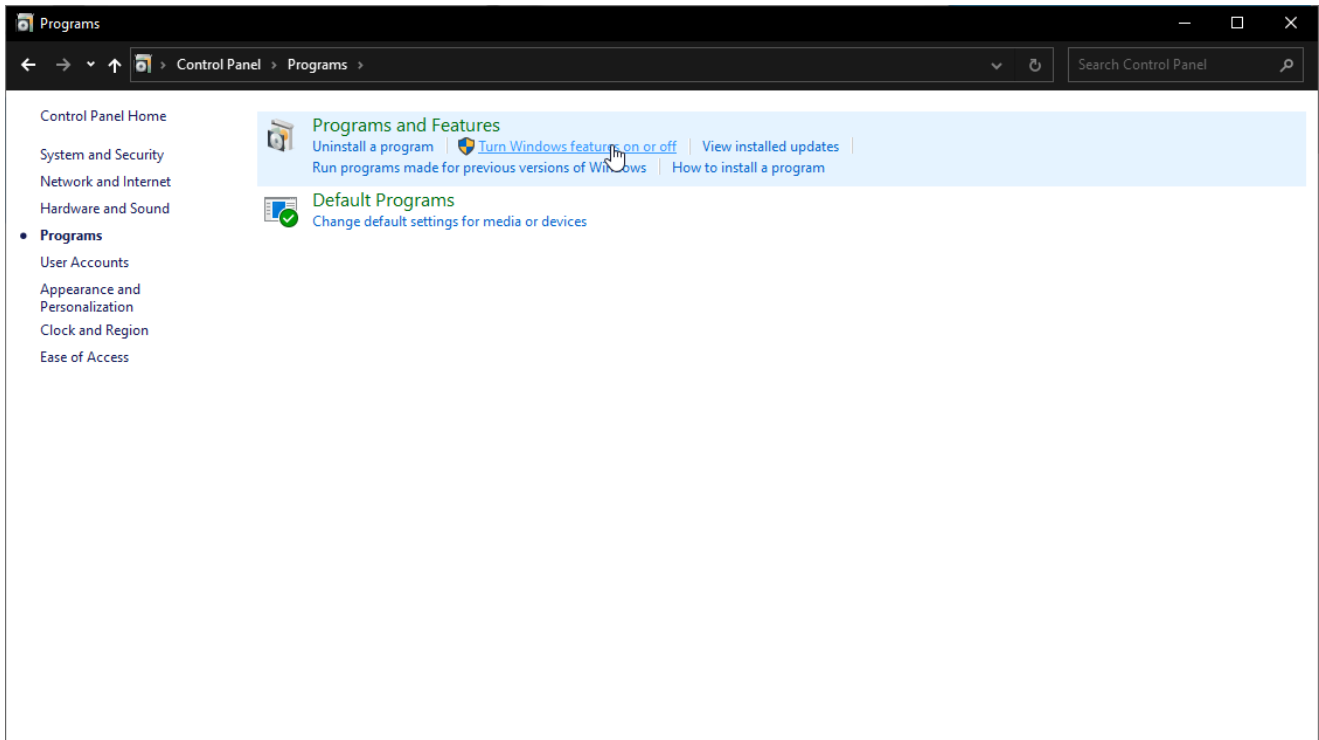 Programs
Control Panel > Programs >
Search Control Panel
Control Panel Home
System and Security
Network and Internet
Hardware and Sound
Programs
User Accounts
Appearance and
Personalization
Clock and Region
Ease of Access
Programs and Features
Uninstall a program
Turn Windows features on or off
View installed updates
Run programs made for previous versions of Windows
How to install a program
Default Programs
Change default settings for media or devices